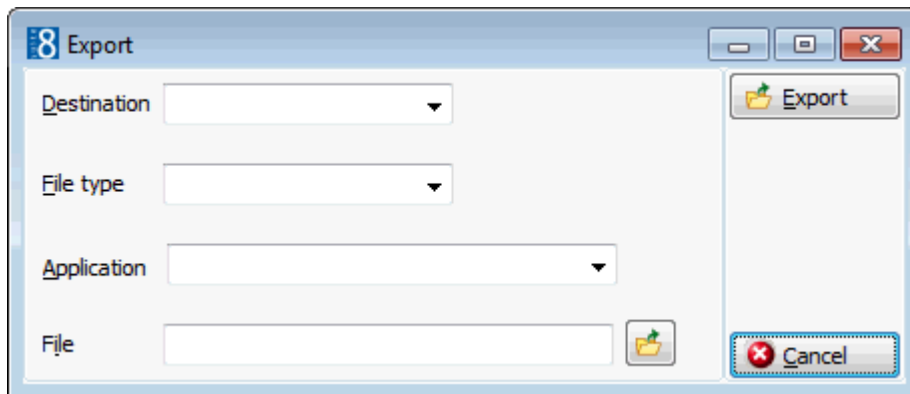 8 Export
Destination
Export
File type
Application
File
Cancel